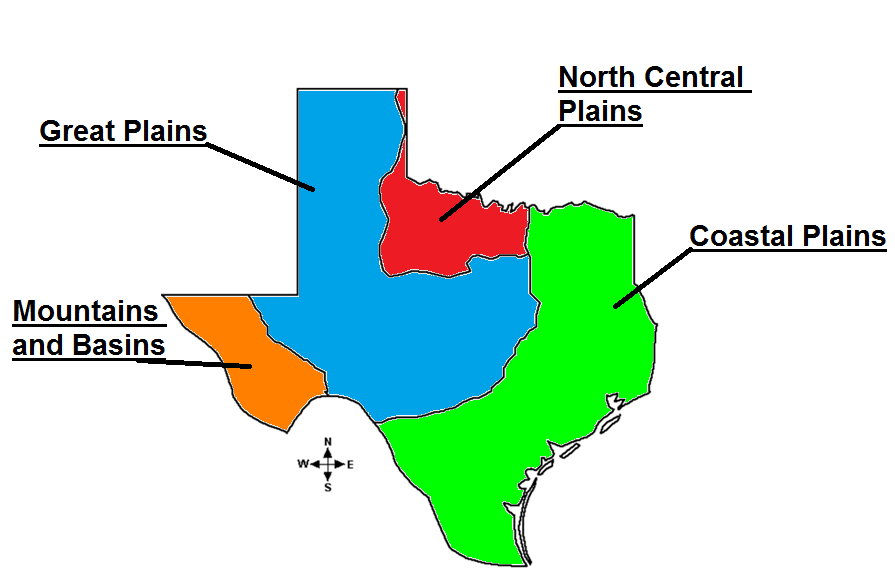 North Central
Plains
Great Plains
Coastal Plains
Mountains
and Basins
N
W E
S